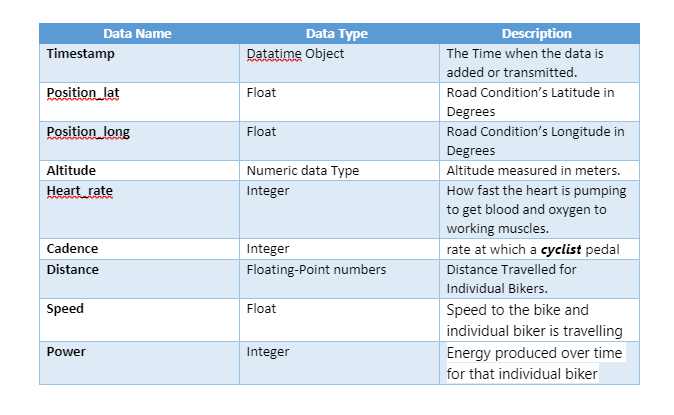 Data Name Data Type Description
Timestamp Datatime Object The Time when the data is
added or transmitted.
Position_lat Float Road Condition's Latitude in
Degrees
Position_long Float Road Condition's Longitude in
Degrees
Altitude Numeric data Type Altitude measured in meters.
Heart_rate Integer How fast the heart is pumping
to get blood and oxygen to
working muscles.
Cadence Integer rate at which a cyclist pedal
Distance Floating-Point numbers Distance Travelled for
Individual Bikers.
Speed Float Speed to the bike and
individual biker is travelling
Power Integer Energy produced over time
for that individual biker